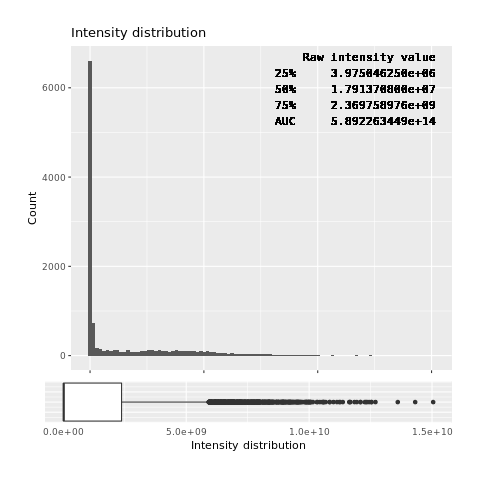 Intensity distribution
Raw intensity value
25% 3.975046250e+06
50% 1.791370800e+07
75% 2.369758976e+09
AUC 5.892263449e+14
Count
6000
4000
2000
0
0.0e+00 5.0e+09 1.0e+10 1.5e+10
Intensity distribution